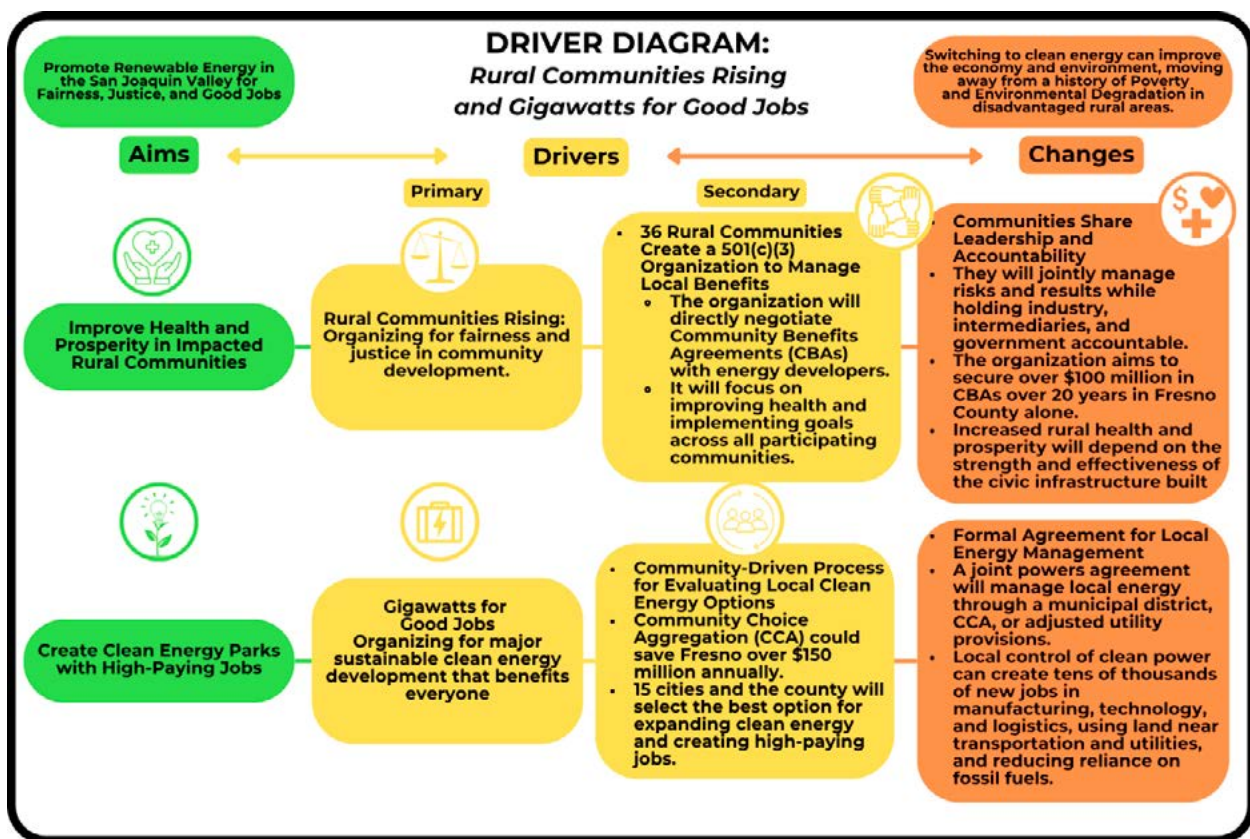 DRIVER DIAGRAM:
Rural Communities Rising
and Gigawatts for Good Jobs
Promote Renewable Energy in
the San Joaquin Valley for
Fairness, Justice, and Good Jobs
Switching to clean energy can improve
the economy and environment, moving
away from a history of Poverty
and Environmental Degradation in
disadvantaged rural areas.
Aims
Drivers
Changes
Primary
Secondary
Improve Health and
Prosperity in Impacted
Rural Communities
Rural Communities Rising:
Organizing for fairness and
justice in community
development.
• 36 Rural Communities
Create a 501(c)(3)
Organization to Manage
Local Benefits
∘ The organization will
directly negotiate
Community Benefits
Agreements (CBAs)
with energy developers.
∘ It will focus on
improving health and
implementing goals
across all participating
communities.
$
• Communities Share
Leadership and
Accountability
• They will jointly manage
risks and results while
holding industry,
intermediaries, and
government accountable.
• The organization aims to
secure over $100 million in
CBAs over 20 years in Fresno
County alone.
• Increased rural health and
prosperity will depend on the
strength and effectiveness of
the civic infrastructure built
Create Clean Energy Parks
with High-Paying Jobs
Gigawatts for
Good Jobs
Organizing for major
sustainable clean energy
development that benefits
everyone
• Community-Driven Process
for Evaluating Local Clean
Energy Options
• Community Choice
Aggregation (CCA) could
save Fresno over $150
million annually.
• 15 cities and the county will
select the best option for
expanding clean energy
and creating high-paying
jobs.
• Formal Agreement for Local
Energy Management
• A joint powers agreement
will manage local energy
through a municipal district,
CCA, or adjusted utility
provisions.
• Local control of clean power
can create tens of thousands
of new jobs in
manufacturing, technology,
and logistics, using land near
transportation and utilities,
and reducing reliance on
fossil fuels.